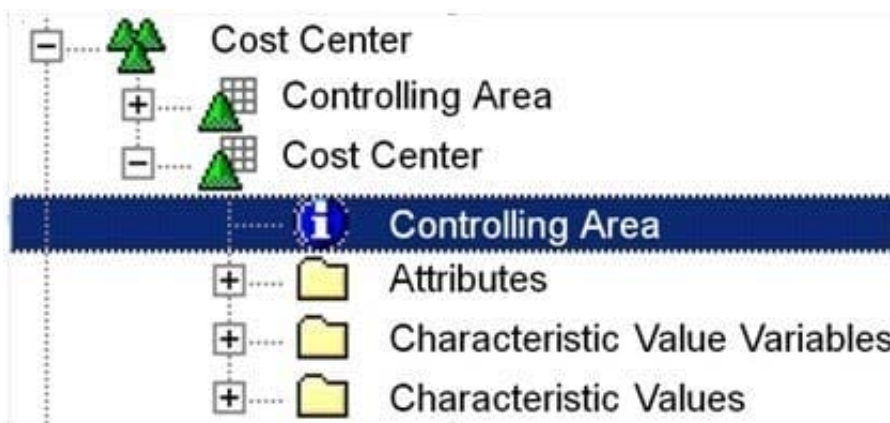 Cost Center
Controlling Area
Cost Center
Controlling Area
Attributes
Characteristic Value Variables
Characteristic Values